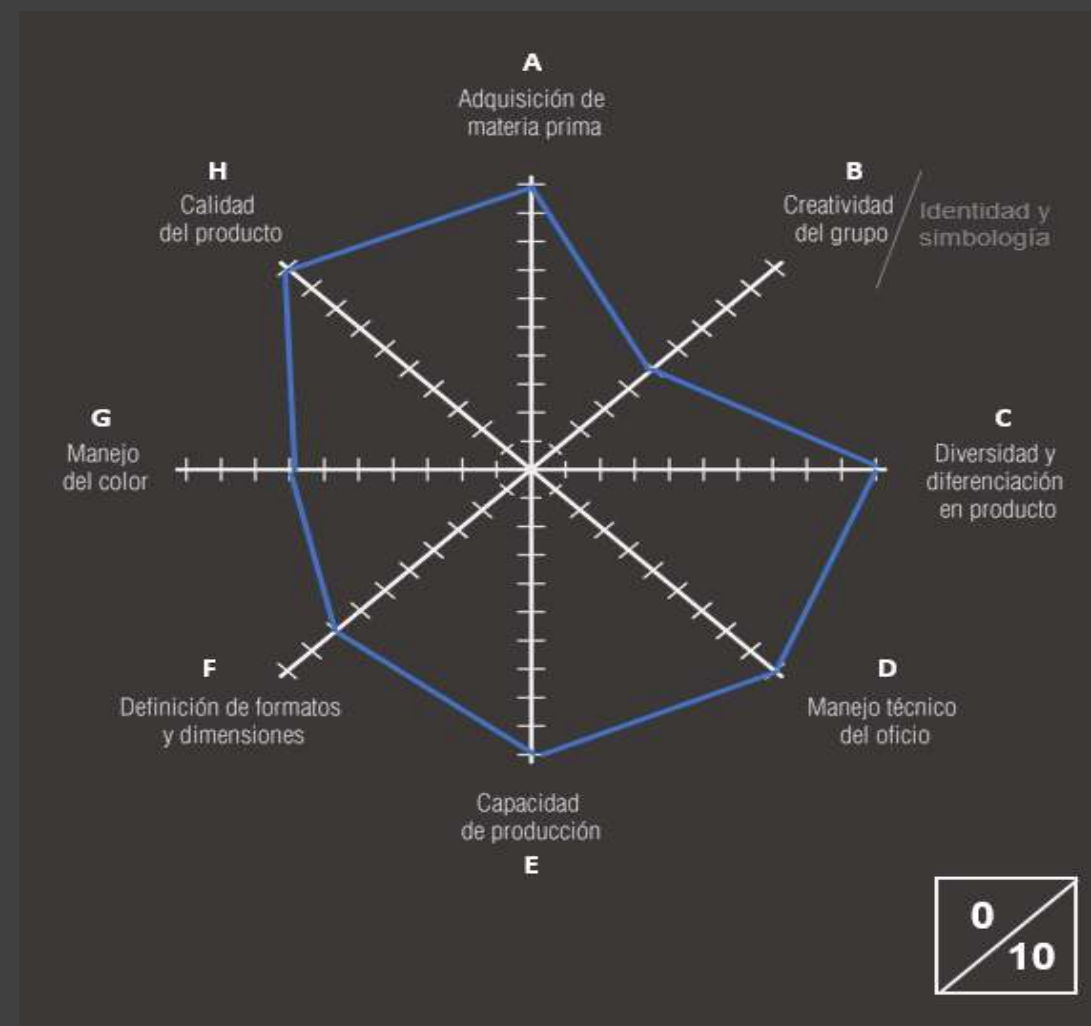 A
Adquisición de
materia prima
B
Creatividad
del grupo
Identidad y
simbología
C
Diversidad y
diferenciación
en producto
D
Manejo técnico
del oficio
Capacidad
de producción
E
F
Definición de formatos
y dimensiones
G
Manejo
del color
H
Calidad
del producto
0
10